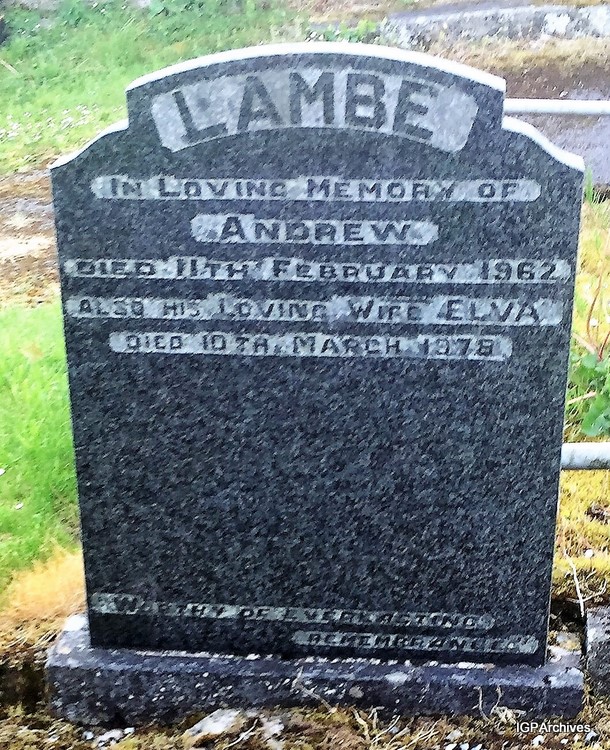 LAMBE
IN LOVING MEMORY OF
ANDREW
DIED 11TH FEBRUARY 1962
ALSO HIS LOVING WIFE ELVA
DIED 10TH. MARCH 1978
WORTHY OF EVERLASTING
REMEMBRANCE.
IGPArchives